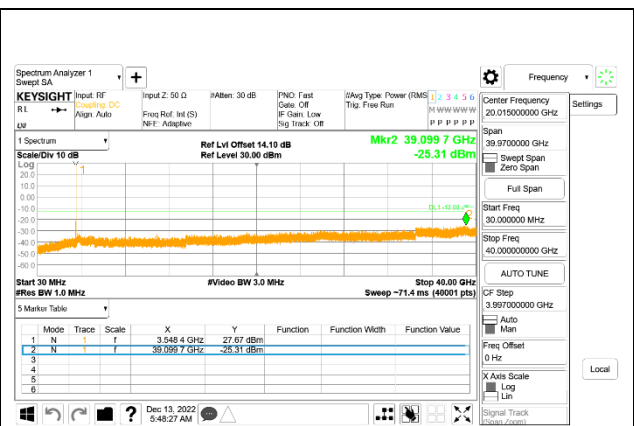 Spectrum Analyzer 1
Swept SA
Frequency
KEYSIGHT
Input: RF
Coupling: DC
Align: Auto
Input Z: 50 Ω
Freq Ref: Int (S)
NFE: Adaptive
#Atten: 30 dB
PNO: Fast
Gate: Off
IF Gain: Low
Sig Track: Off
#Avg Type: Power (RMS
Trig: Free Run
1 2 3 4 5 6
M W W W W W
P P P P P P
Center Frequency
20.015000000 GHz
Settings
Span
39.9700000 GHz
Swept Span
Zero Span
Full Span
Start Freq
30.000000 MHz
Stop Freq
40.000000000 GHz
AUTO TUNE
CF Step
3.997000000 GHz
Auto
Man
Freq Offset
0 Hz
X Axis Scale
Log
Lin
Signal Track
(Span Zoom)
Local
1 Spectrum
Scale/Div 10 dB
Ref Lvl Offset 14.10 dB
Ref Level 30.00 dBm
Mkr2 39.099 7 GHz
-25.31 dBm
Log
1
20.0
10.0
0.00
-10.0
-20.0
-30.0
-40.0
-50.0
-60.0
Start 30 MHz
#Res BW 1.0 MHz
#Video BW 3.0 MHz
Stop 40.00 GHz
Sweep ~71.4 ms (40001 pts)
5 Marker Table
Mode Trace Scale X Y Function Function Width Function Value
1 N 1 f 3.548 4 GHz 27.67 dBm
2 N 1 f 39.099 7 GHz -25.31 dBm
3
4
5
6
Dec 13, 2022
5:48:27 AM